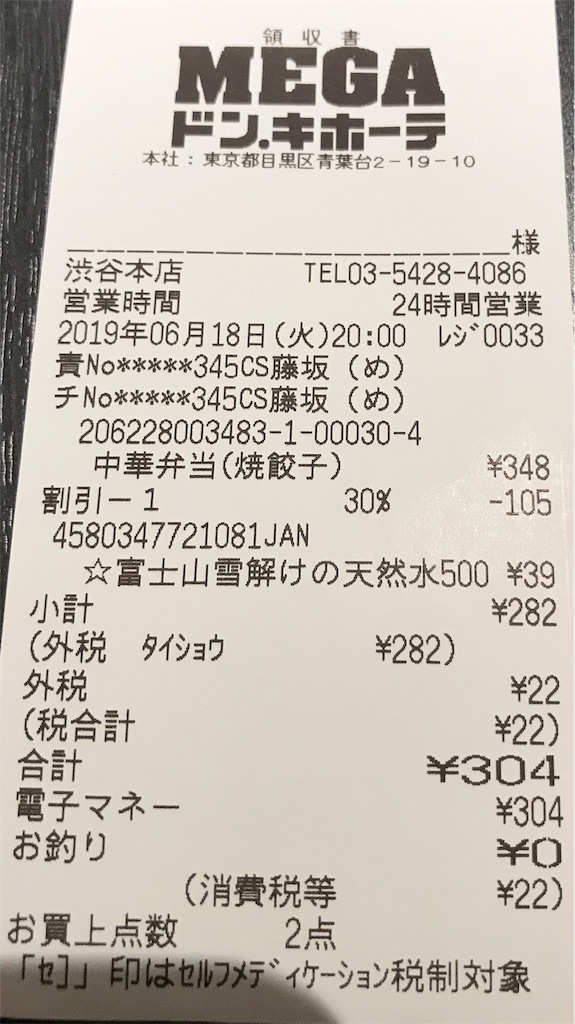 領収書
MEGA
ドン.キホーテ
本社：東京都目黒区青葉台2－19－10
様
渋谷本店 TEL03-5428-4086
営業時間 24時間営業
2019年06月18日(火)20:00 ﾚｼﾞ0033
責No*****345CS藤坂（め）
チNo*****345CS藤坂（め）
206228003483-1-00030-4
中華弁当(焼餃子) ¥348
割引ー1 30% -105
4580347721081JAN
☆富士山雪解けの天然水500 ¥39
小計 ¥282
(外税 ﾀｲｼｮｳ ¥282)
外税 ¥22
(税合計 ¥22)
合計 ¥304
電子マネー ¥304
お釣り ¥0
(消費税等 ¥22)
お買上点数 2点
「セ]」印はｾﾙﾌﾒﾃﾞｨｹｰｼｮﾝ税制対象